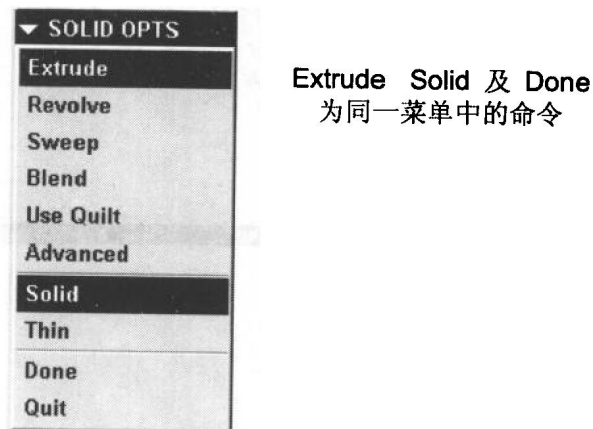 SOLID OPTS
Extrude
Revolve
Sweep
Blend
Use Quilt
Advanced
Solid
Thin
Done
Quit
Extrude Solid 及 Done
为同一菜单中的命令